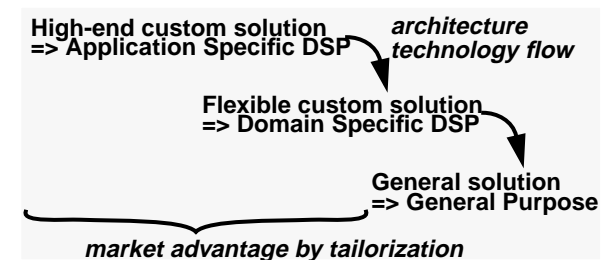 High-end custom solution
=> Application Specific DSP
architecture
technology flow
Flexible custom solution
=> Domain Specific DSP
General solution
=> General Purpose
market advantage by tailorization